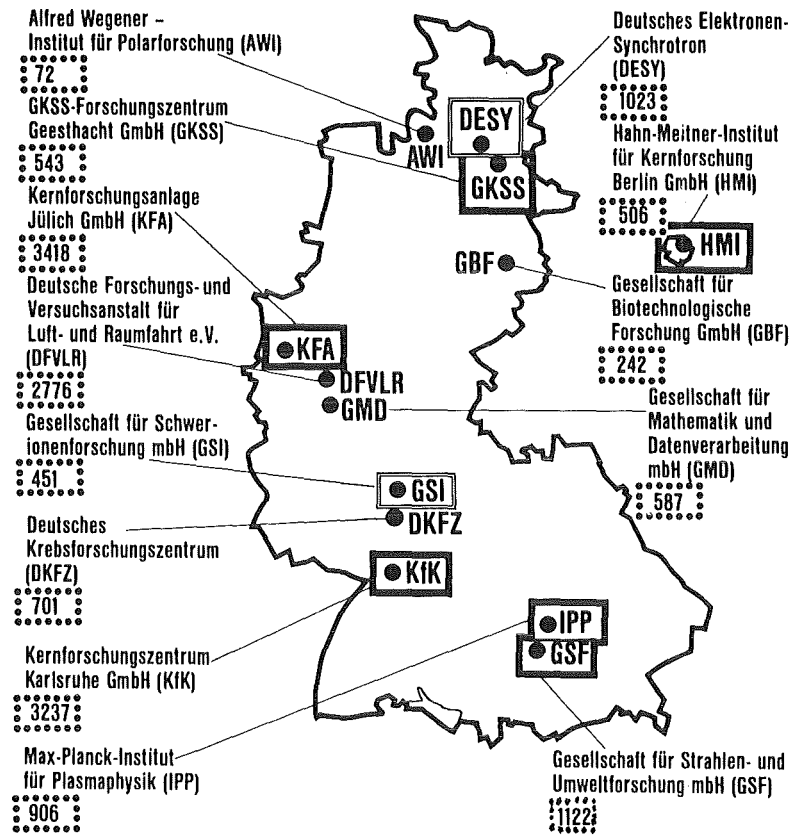 Alfred Wegener –
Institut für Polarforschung (AWI)
72
GKSS-Forschungszentrum
Geesthacht GmbH (GKSS)
543
Kernforschungsanlage
Jülich GmbH (KFA)
3418
Deutsche Forschungs- und
Versuchsanstalt für
Luft- und Raumfahrt e.V.
(DFVLR)
2776
Gesellschaft für Schwer-
ionenforschung mbH (GSI)
451
Deutsches
Krebsforschungszentrum
(DKFZ)
701
Kernforschungszentrum
Karlsruhe GmbH (KfK)
3237
Max-Planck-Institut
für Plasmaphysik (IPP)
906
DESY
AWI
GKSS
HMI
GBF
KFA
DFVLR
GMD
GSI
DKFZ
KfK
IPP
GSF
Deutsches Elektronen-
Synchrotron
(DESY)
1023
Hahn-Meitner-Institut
für Kernforschung
Berlin GmbH (HMI)
506
Gesellschaft für
Biotechnologische
Forschung GmbH (GBF)
242
Gesellschaft für
Mathematik und
Datenverarbeitung
mbH (GMD)
587
Gesellschaft für Strahlen- und
Umweltforschung mbH (GSF)
1122